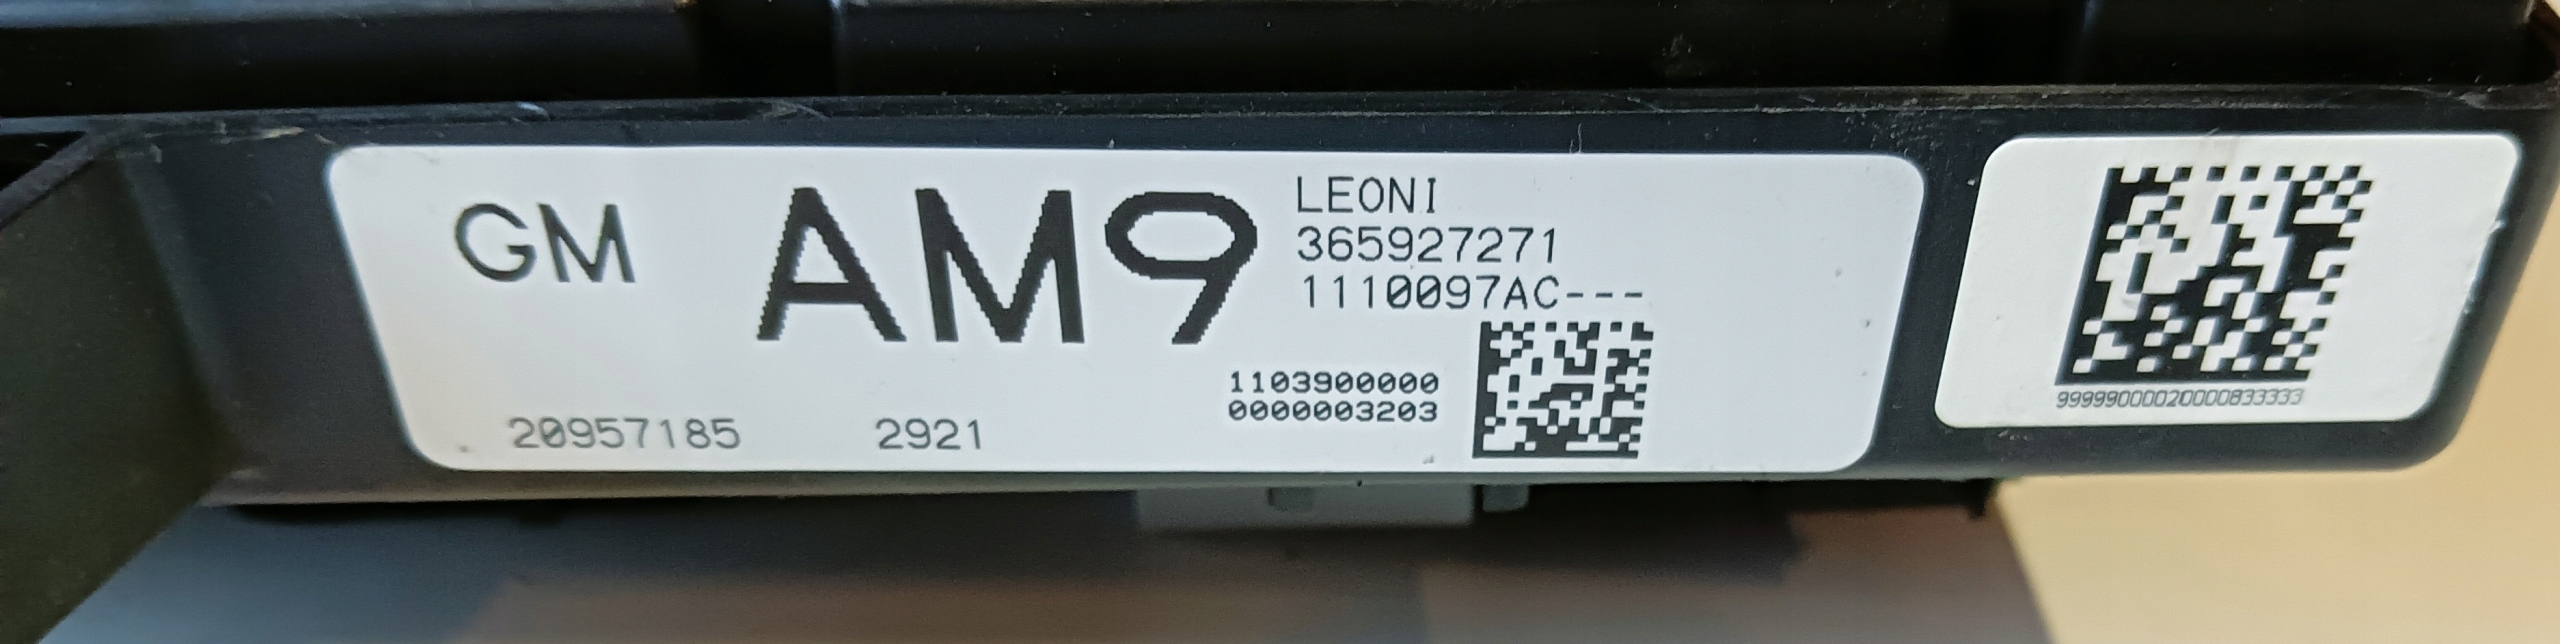 GM AM9
LEONI
365927271
1110097AC---
1103900000
0000003203
20957185 2921
99999000020000833333